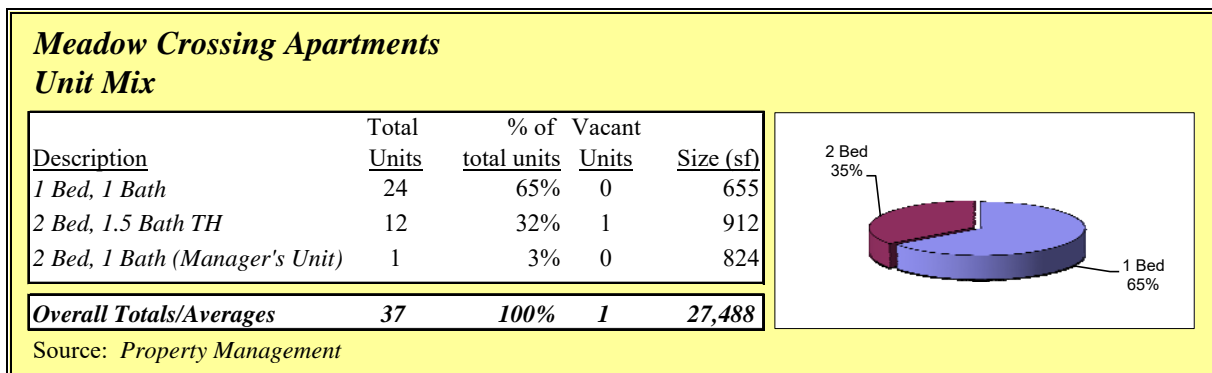 Meadow Crossing Apartments
Unit Mix
Total % of Vacant
Description Units total units Units Size (sf)
1 Bed, 1 Bath 24 65% 0 655
2 Bed, 1.5 Bath TH 12 32% 1 912
2 Bed, 1 Bath (Manager's Unit) 1 3% 0 824
Overall Totals/Averages 37 100% 1 27,488
Source: Property Management
2 Bed
35%
1 Bed
65%